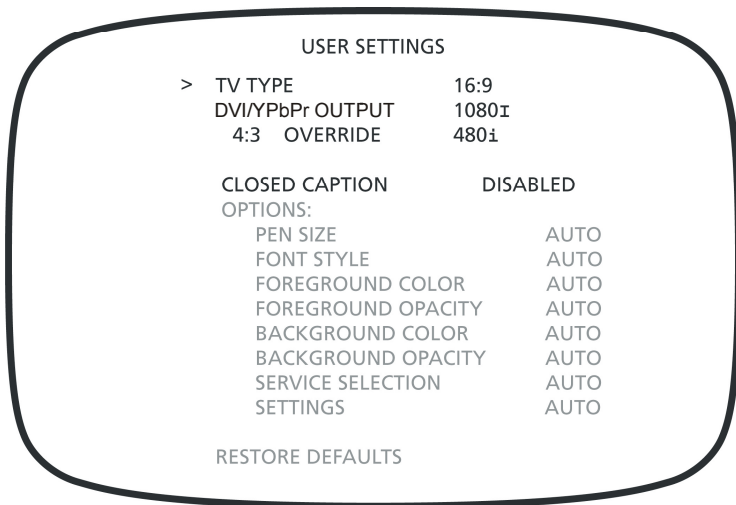 USER SETTINGS
> TV TYPE 16:9
DVI/YPbPr OUTPUT 1080I
4:3 OVERRIDE 480i
CLOSED CAPTION DISABLED
OPTIONS:
PEN SIZE AUTO
FONT STYLE AUTO
FOREGROUND COLOR AUTO
FOREGROUND OPACITY AUTO
BACKGROUND COLOR AUTO
BACKGROUND OPACITY AUTO
SERVICE SELECTION AUTO
SETTINGS AUTO
RESTORE DEFAULTS